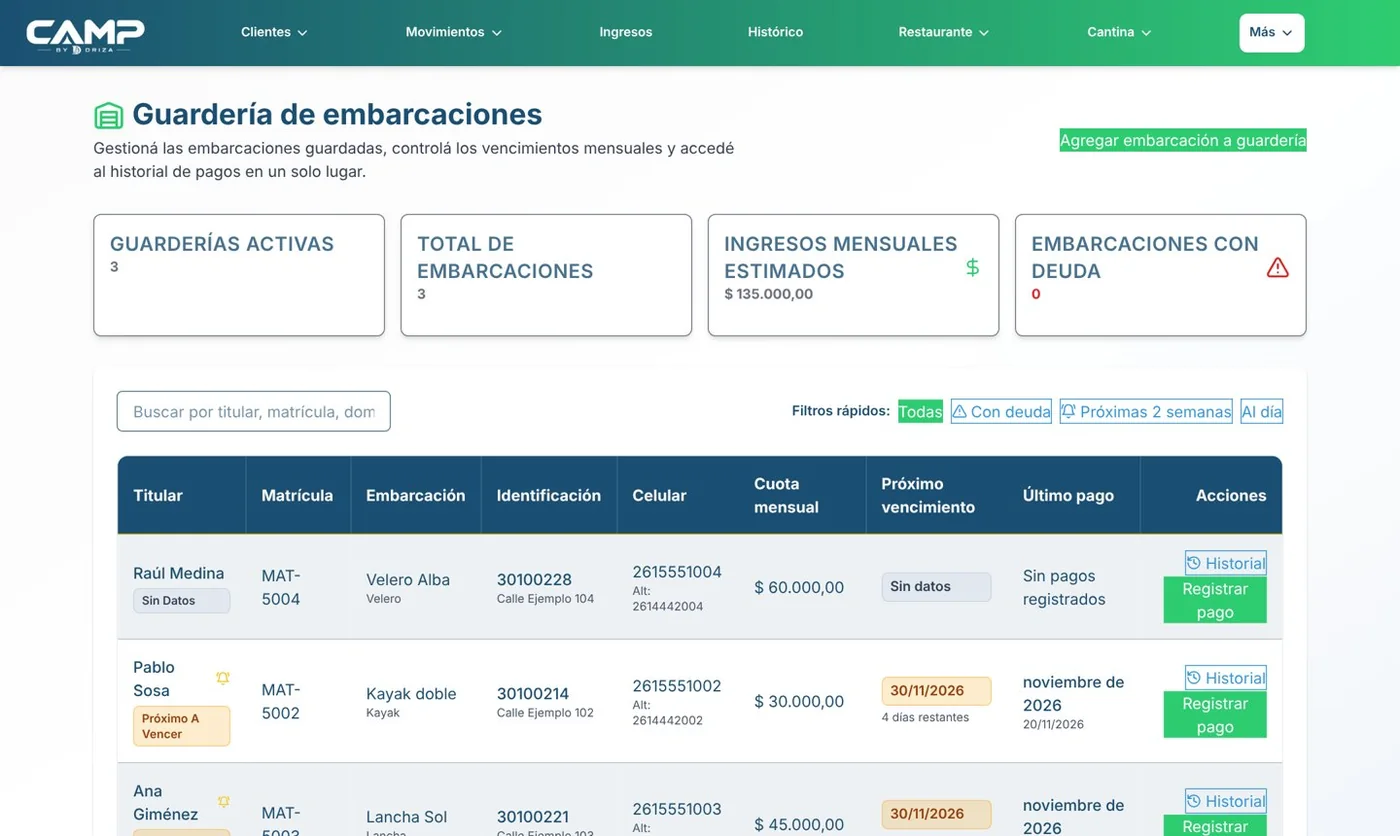 CAMP
BY DRIZA
Clientes
Movimientos
Ingresos
Histórico
Restaurante
Cantina
Más
Guardería de embarcaciones
Gestioná las embarcaciones guardadas, controlá los vencimientos mensuales y accedé
al historial de pagos en un solo lugar.
Agregar embarcación a guardería
GUARDERÍAS ACTIVAS
3
TOTAL DE
EMBARCACIONES
3
INGRESOS MENSUALES
ESTIMADOS
$ 135.000,00
EMBARCACIONES CON
DEUDA
0
Buscar por titular, matrícula, dom
Filtros rápidos:
Todas
Con deuda
Próximas 2 semanas
Al día
Titular
Matrícula
Embarcación
Identificación
Celular
Cuota
mensual
Próximo
vencimiento
Último pago
Acciones
Raúl Medina
Sin Datos
MAT-
5004
Velero Alba
Velero
30100228
Calle Ejemplo 104
2615551004
Alt:
2614442004
$ 60.000,00
Sin datos
Sin pagos
registrados
Historial
Registrar
pago
Pablo
Sosa
Próximo A
Vencer
MAT-
5002
Kayak doble
Kayak
30100214
Calle Ejemplo 102
2615551002
Alt:
2614442002
$ 30.000,00
30/11/2026
4 días restantes
noviembre de
2026
20/11/2026
Historial
Registrar
pago
Ana
Giménez
MAT-
5003
Lancha Sol
Lancha
30100221
Calle Ejemplo 103
2615551003
Alt:
$ 45.000,00
30/11/2026
noviembre de
2026
Historial
Registrar